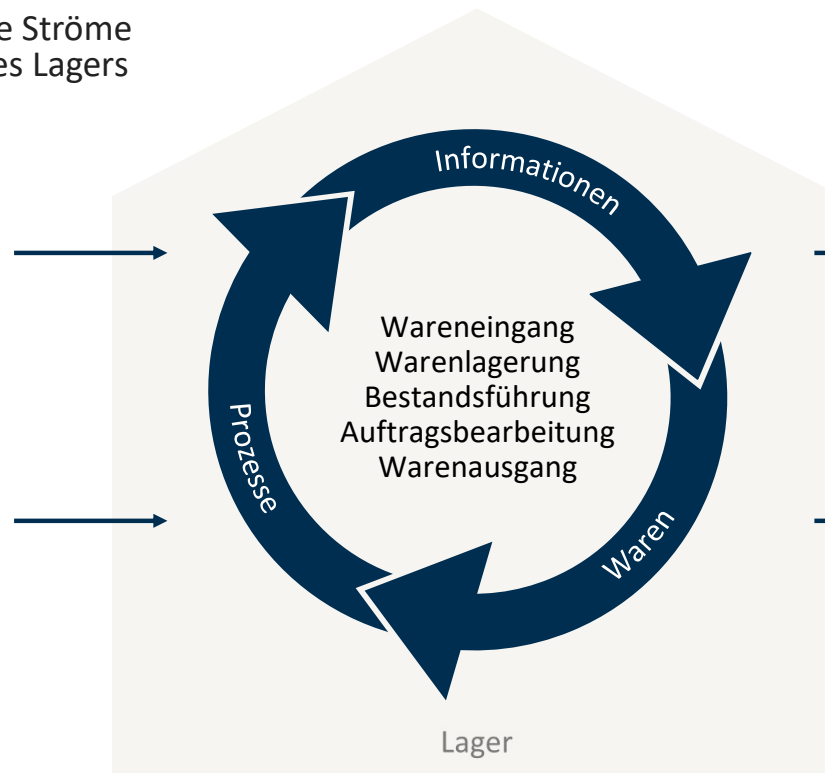 e Ströme
es Lagers
Informationen
Wareneingang
Warenlagerung
Bestandsführung
Auftragsbearbeitung
Warenausgang
Prozesse
Waren
Lager